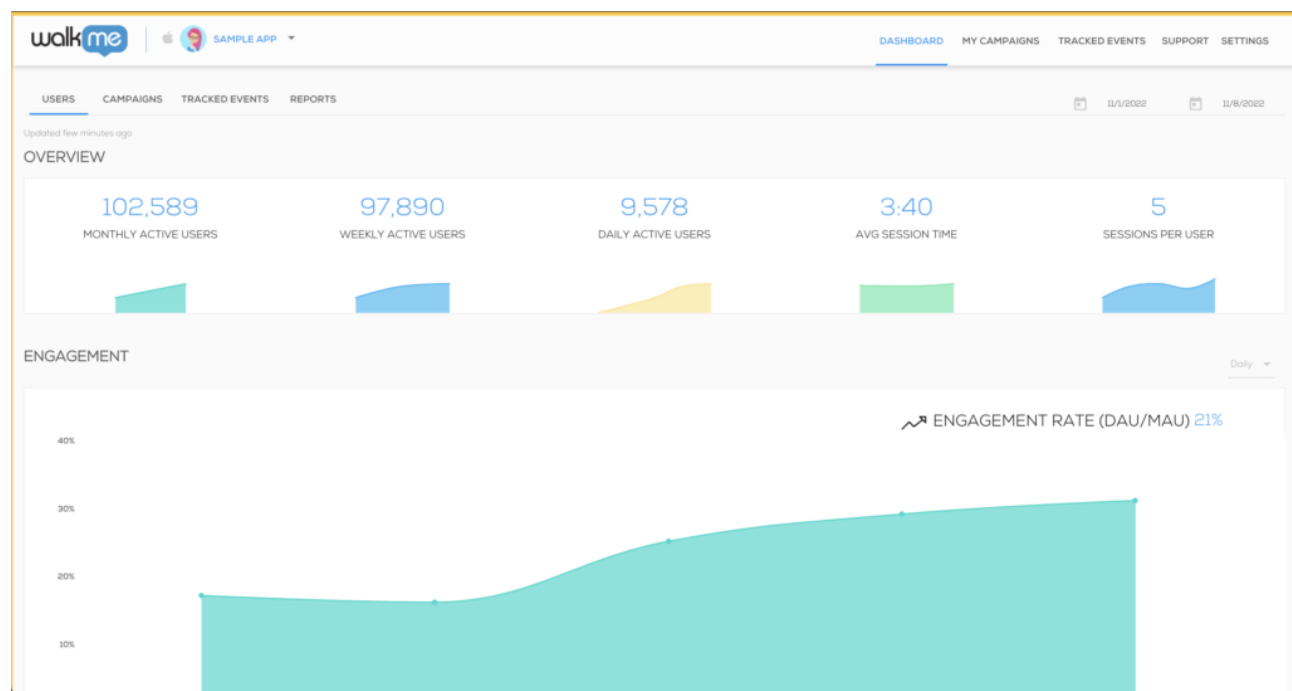 walkme SAMPLE APP DASHBOARD MY CAMPAIGNS TRACKED EVENTS SUPPORT SETTINGS
USERS CAMPAIGNS TRACKED EVENTS REPORTS 11/1/2022 11/8/2022
Updated few minutes ago
OVERVIEW
102,589 97,890 9,578 3:40 5
MONTHLY ACTIVE USERS WEEKLY ACTIVE USERS DAILY ACTIVE USERS AVG SESSION TIME SESSIONS PER USER
ENGAGEMENT
Daily
ENGAGEMENT RATE (DAU/MAU) 21%
40%
30%
20%
10%